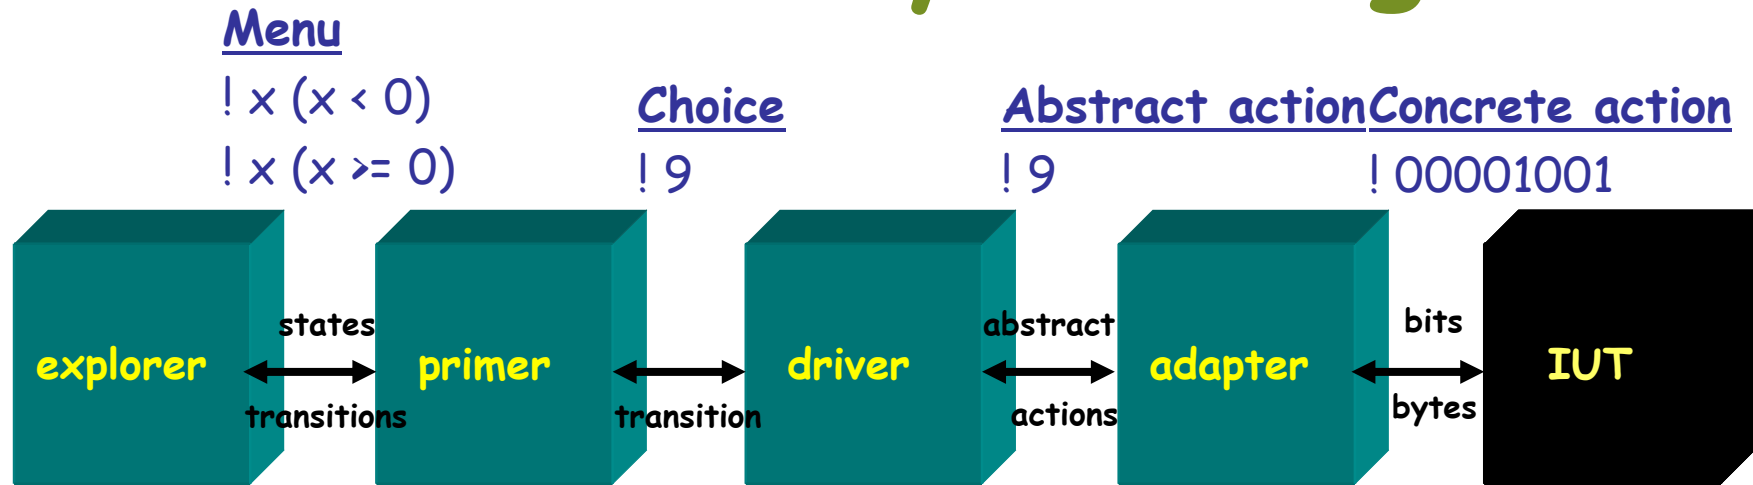 Menu
! x (x < 0)
! x (x >= 0)
Choice
! 9
Abstract action
! 9
Concrete action
! 00001001
explorer
states
transitions
primer
transition
driver
abstract
actions
adapter
bits
bytes
IUT